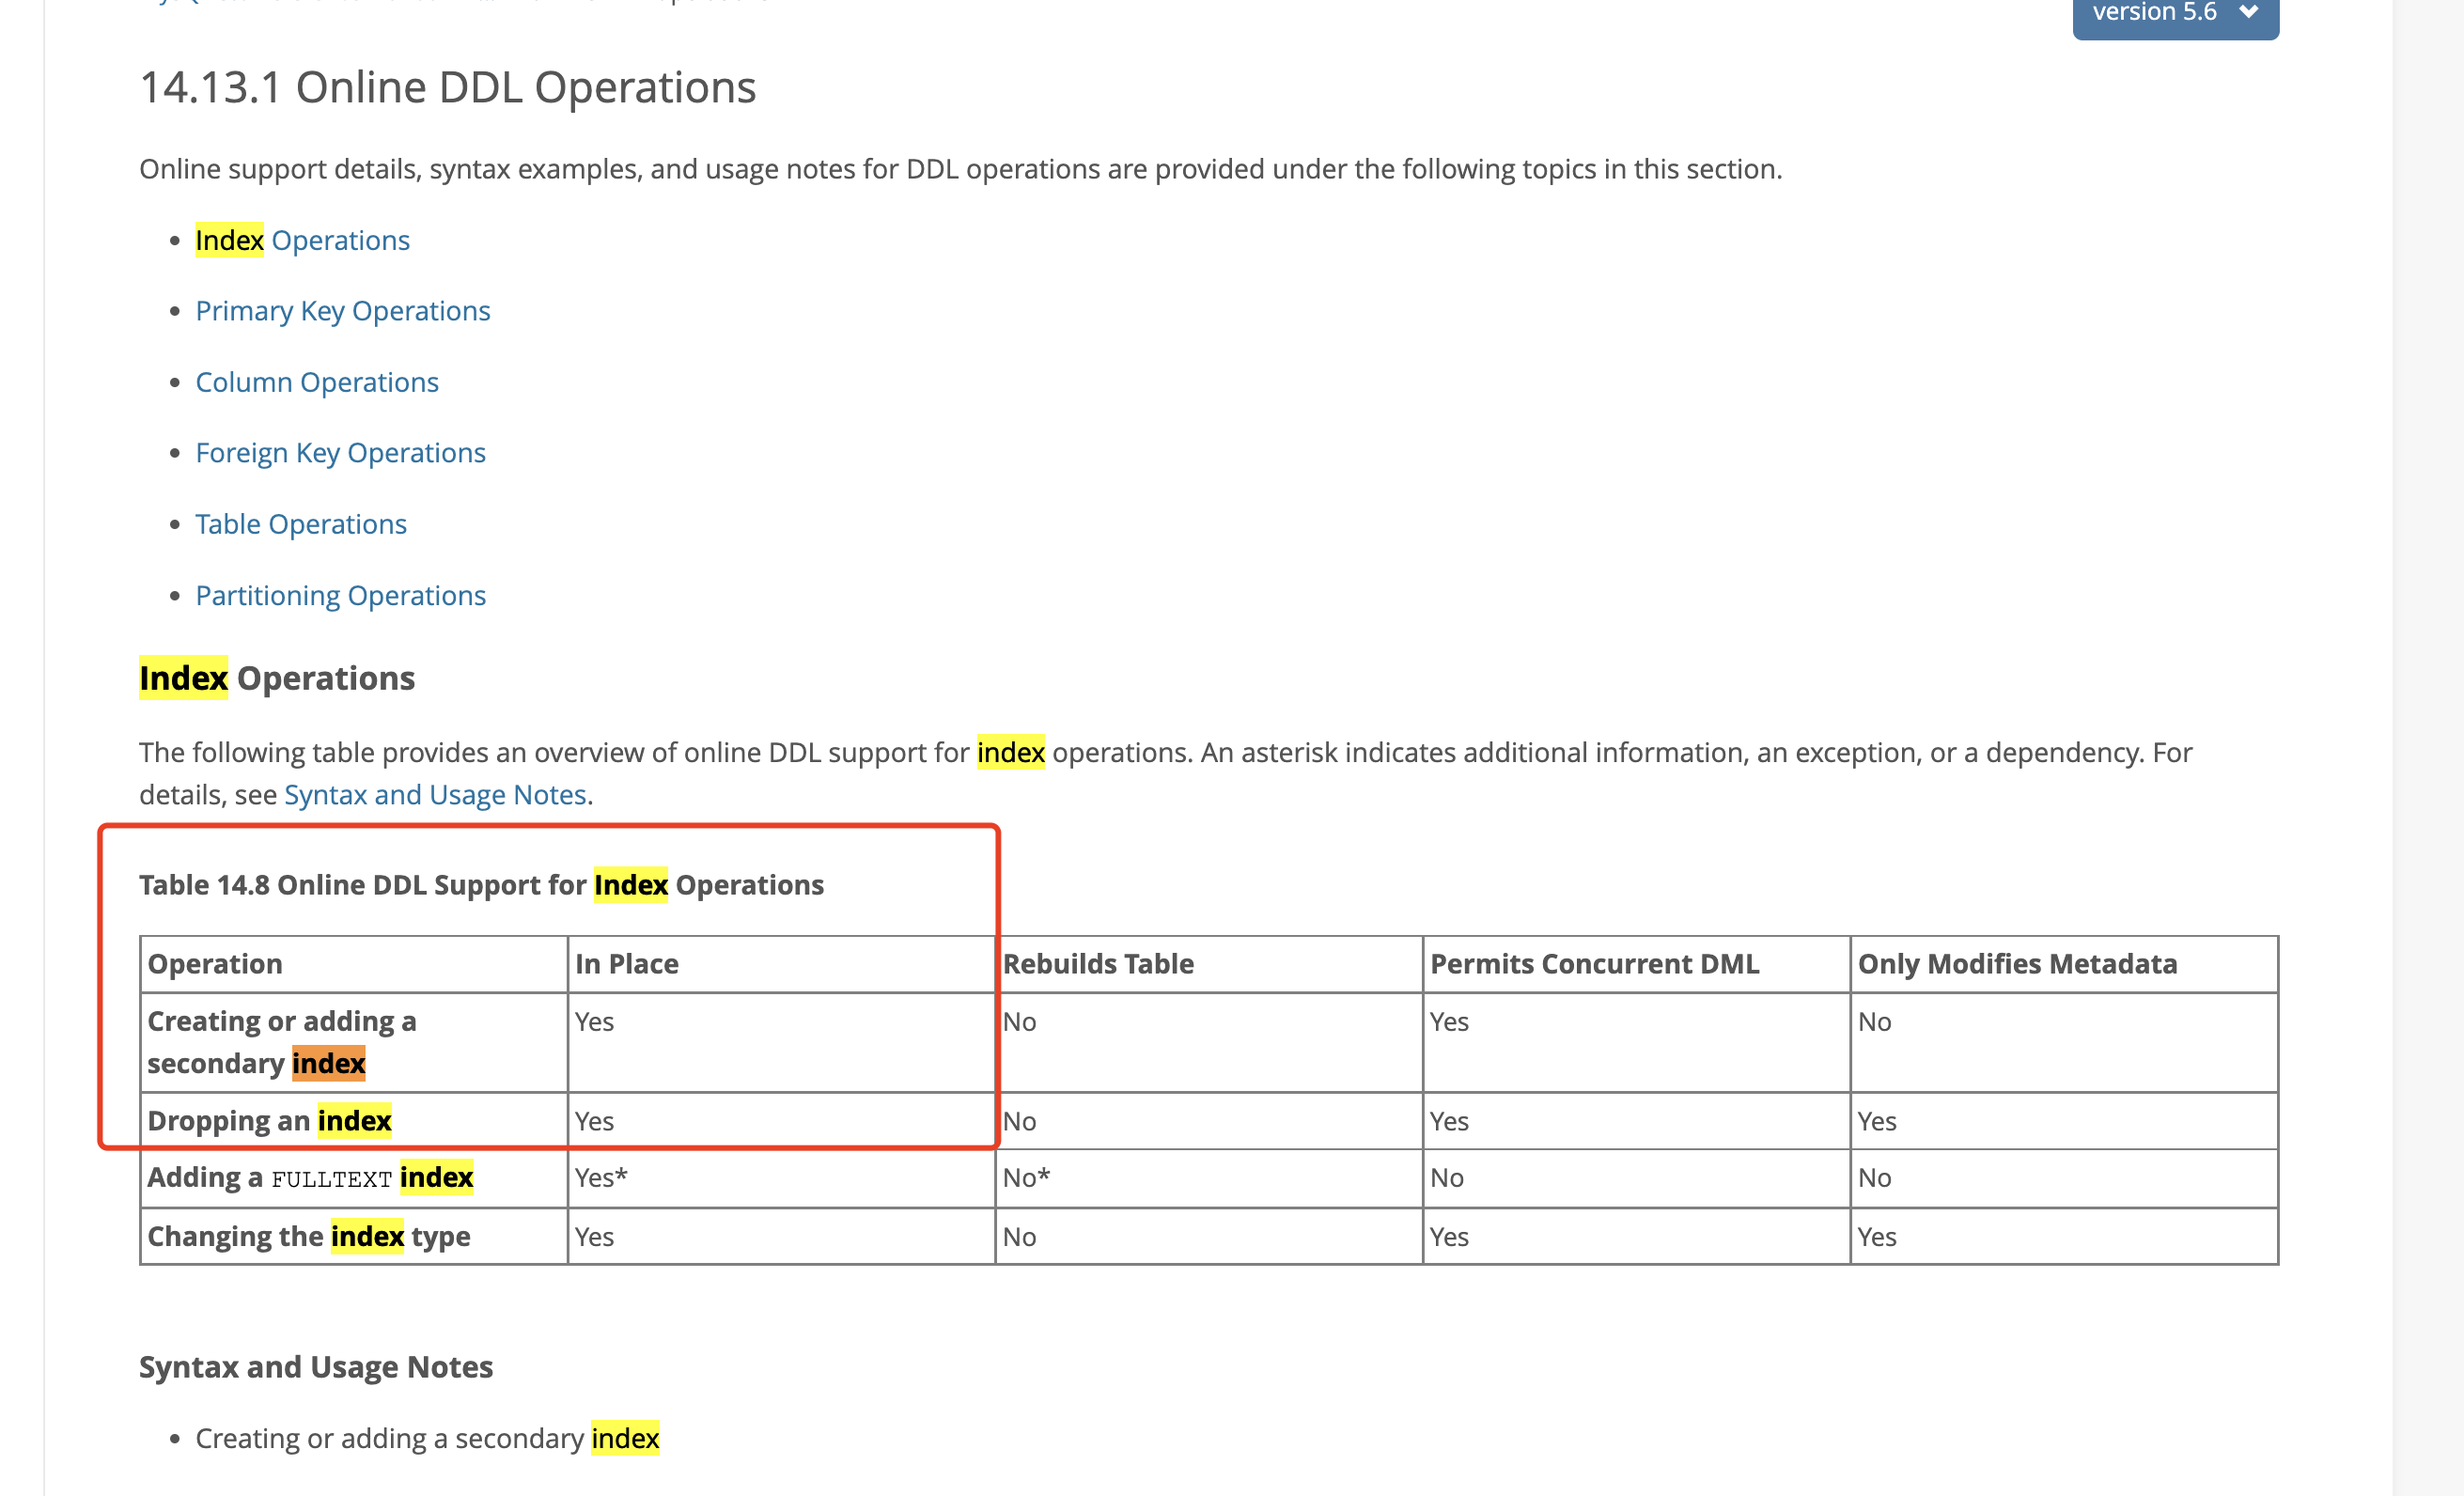 version 5.6
14.13.1 Online DDL Operations
Online support details, syntax examples, and usage notes for DDL operations are provided under the following topics in this section.
• Index Operations
• Primary Key Operations
• Column Operations
• Foreign Key Operations
• Table Operations
• Partitioning Operations
Index Operations
The following table provides an overview of online DDL support for index operations. An asterisk indicates additional information, an exception, or a dependency. For
details, see Syntax and Usage Notes.
Table 14.8 Online DDL Support for Index Operations
Operation In Place Rebuilds Table Permits Concurrent DML Only Modifies Metadata
Creating or adding a Yes No Yes No
secondary index
Dropping an index Yes No Yes Yes
Adding a FULLTEXT index Yes* No* No No
Changing the index type Yes No Yes Yes
Syntax and Usage Notes
• Creating or adding a secondary index